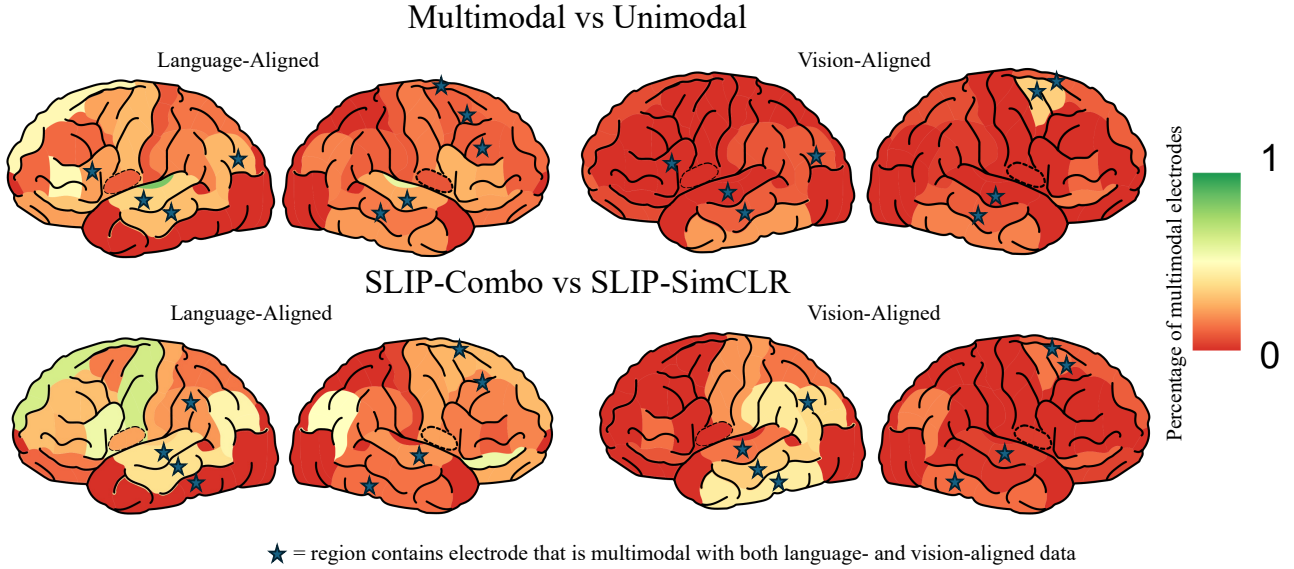 Multimodal vs Unimodal
Language-Aligned
Vision-Aligned
SLIP-Combo vs SLIP-SimCLR
Language-Aligned
Vision-Aligned
Percentage of multimodal electrodes
1
0
= region contains electrode that is multimodal with both language- and vision-aligned data